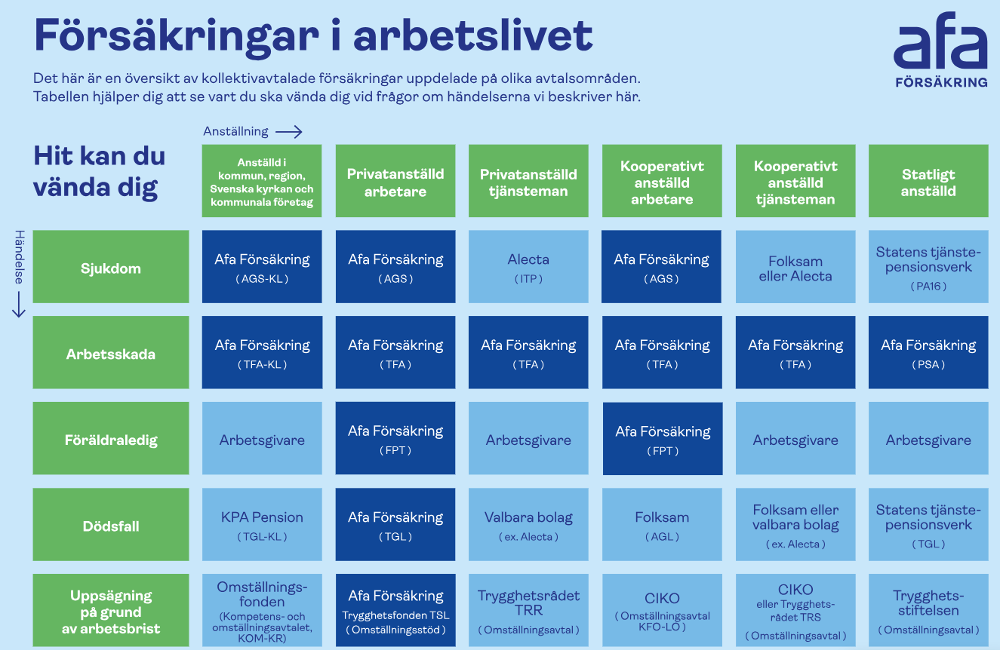 Försäkringar i arbetslivet
afa
FÖRSÄKRING
Det här är en översikt av kollektivavtalade försäkringar uppdelade på olika avtalsområden.
Tabellen hjälper dig att se vart du ska vända dig vid frågor om händelserna vi beskriver här.
Anställning
Hit kan du
vända dig
Anställd i
kommun, region,
Svenska kyrkan och
kommunala företag
Privatanställd
arbetare
Privatanställd
tjänsteman
Kooperativt
anställd
arbetare
Kooperativt
anställd
tjänsteman
Statligt
anställd
Händelse
Sjukdom
Afa Försäkring
( AGS-KL )
Afa Försäkring
( AGS )
Alecta
( ITP )
Afa Försäkring
( AGS )
Folksam
eller Alecta
Statens tjänste-
pensionsverk
( PA16 )
Arbetsskada
Afa Försäkring
( TFA-KL )
Afa Försäkring
( TFA )
Afa Försäkring
( TFA )
Afa Försäkring
( TFA )
Afa Försäkring
( TFA )
Afa Försäkring
( PSA )
Föräldraledig
Arbetsgivare
Afa Försäkring
( FPT )
Arbetsgivare
Afa Försäkring
( FPT )
Arbetsgivare
Arbetsgivare
Dödsfall
KPA Pension
( TGL-KL )
Afa Försäkring
( TGL )
Valbara bolag
( ex. Alecta )
Folksam
( AGL )
Folksam eller
valbara bolag
( ex. Alecta )
Statens tjänste-
pensionsverk
( TGL )
Uppsägning
på grund
av arbetsbrist
Omställnings-
fonden
(Kompetens- och
omställningsavtalet,
KOM-KR)
Afa Försäkring
Trygghetsfonden TSL
( Omställningsstöd )
Trygghetsrådet
TRR
( Omställningsavtal )
CIKO
( Omställningsavtal
KFO-LO )
CIKO
eller Trygghets-
rådet TRS
( Omställningsavtal )
Trygghets-
stiftelsen
( Omställningsavtal )